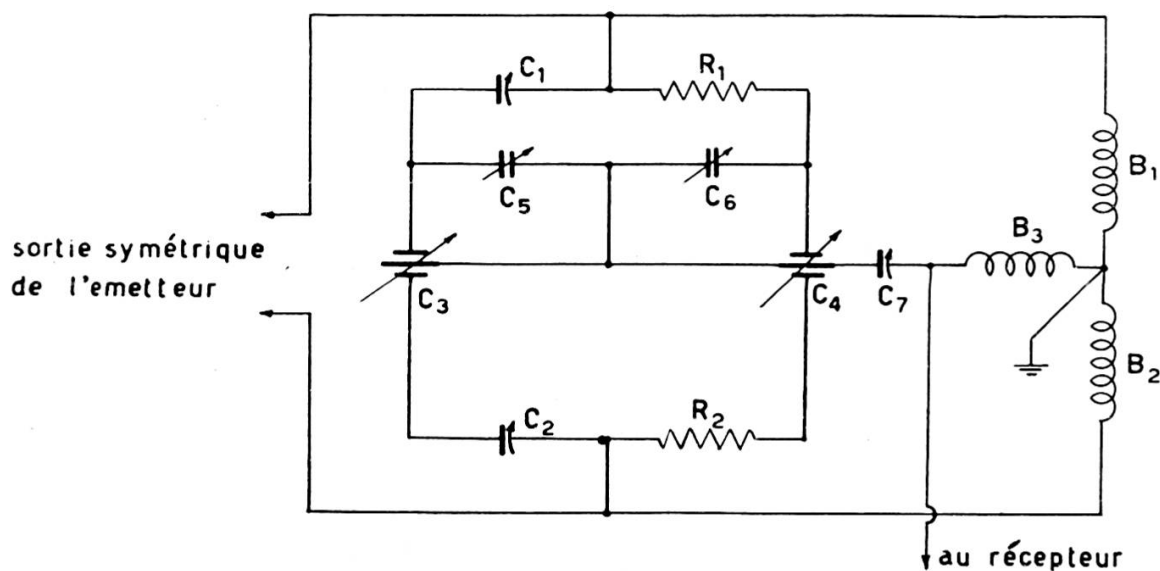 C1
R1
C5
C6
B1
B3
sortie symétrique
de l'emetteur
C3
C4
C7
B2
C2
R2
au récepteur